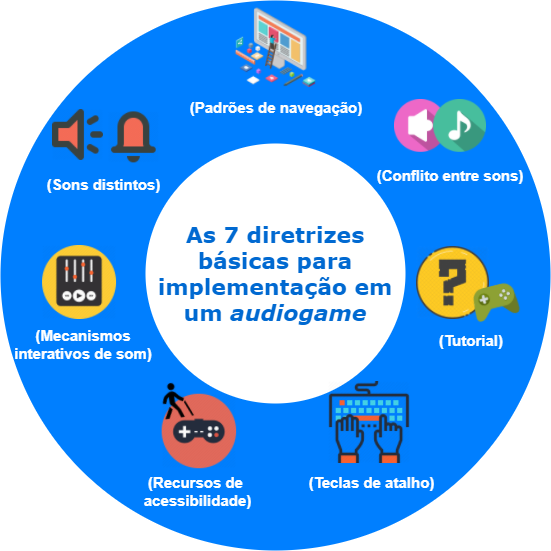 (Padrões de navegação)
(Conflito entre sons)
(Sons distintos)
As 7 diretrizes
básicas para
implementação em
um audiogame
(Mecanismos
interativos de som)
(Tutorial)
(Recursos de
acessibilidade)
(Teclas de atalho)